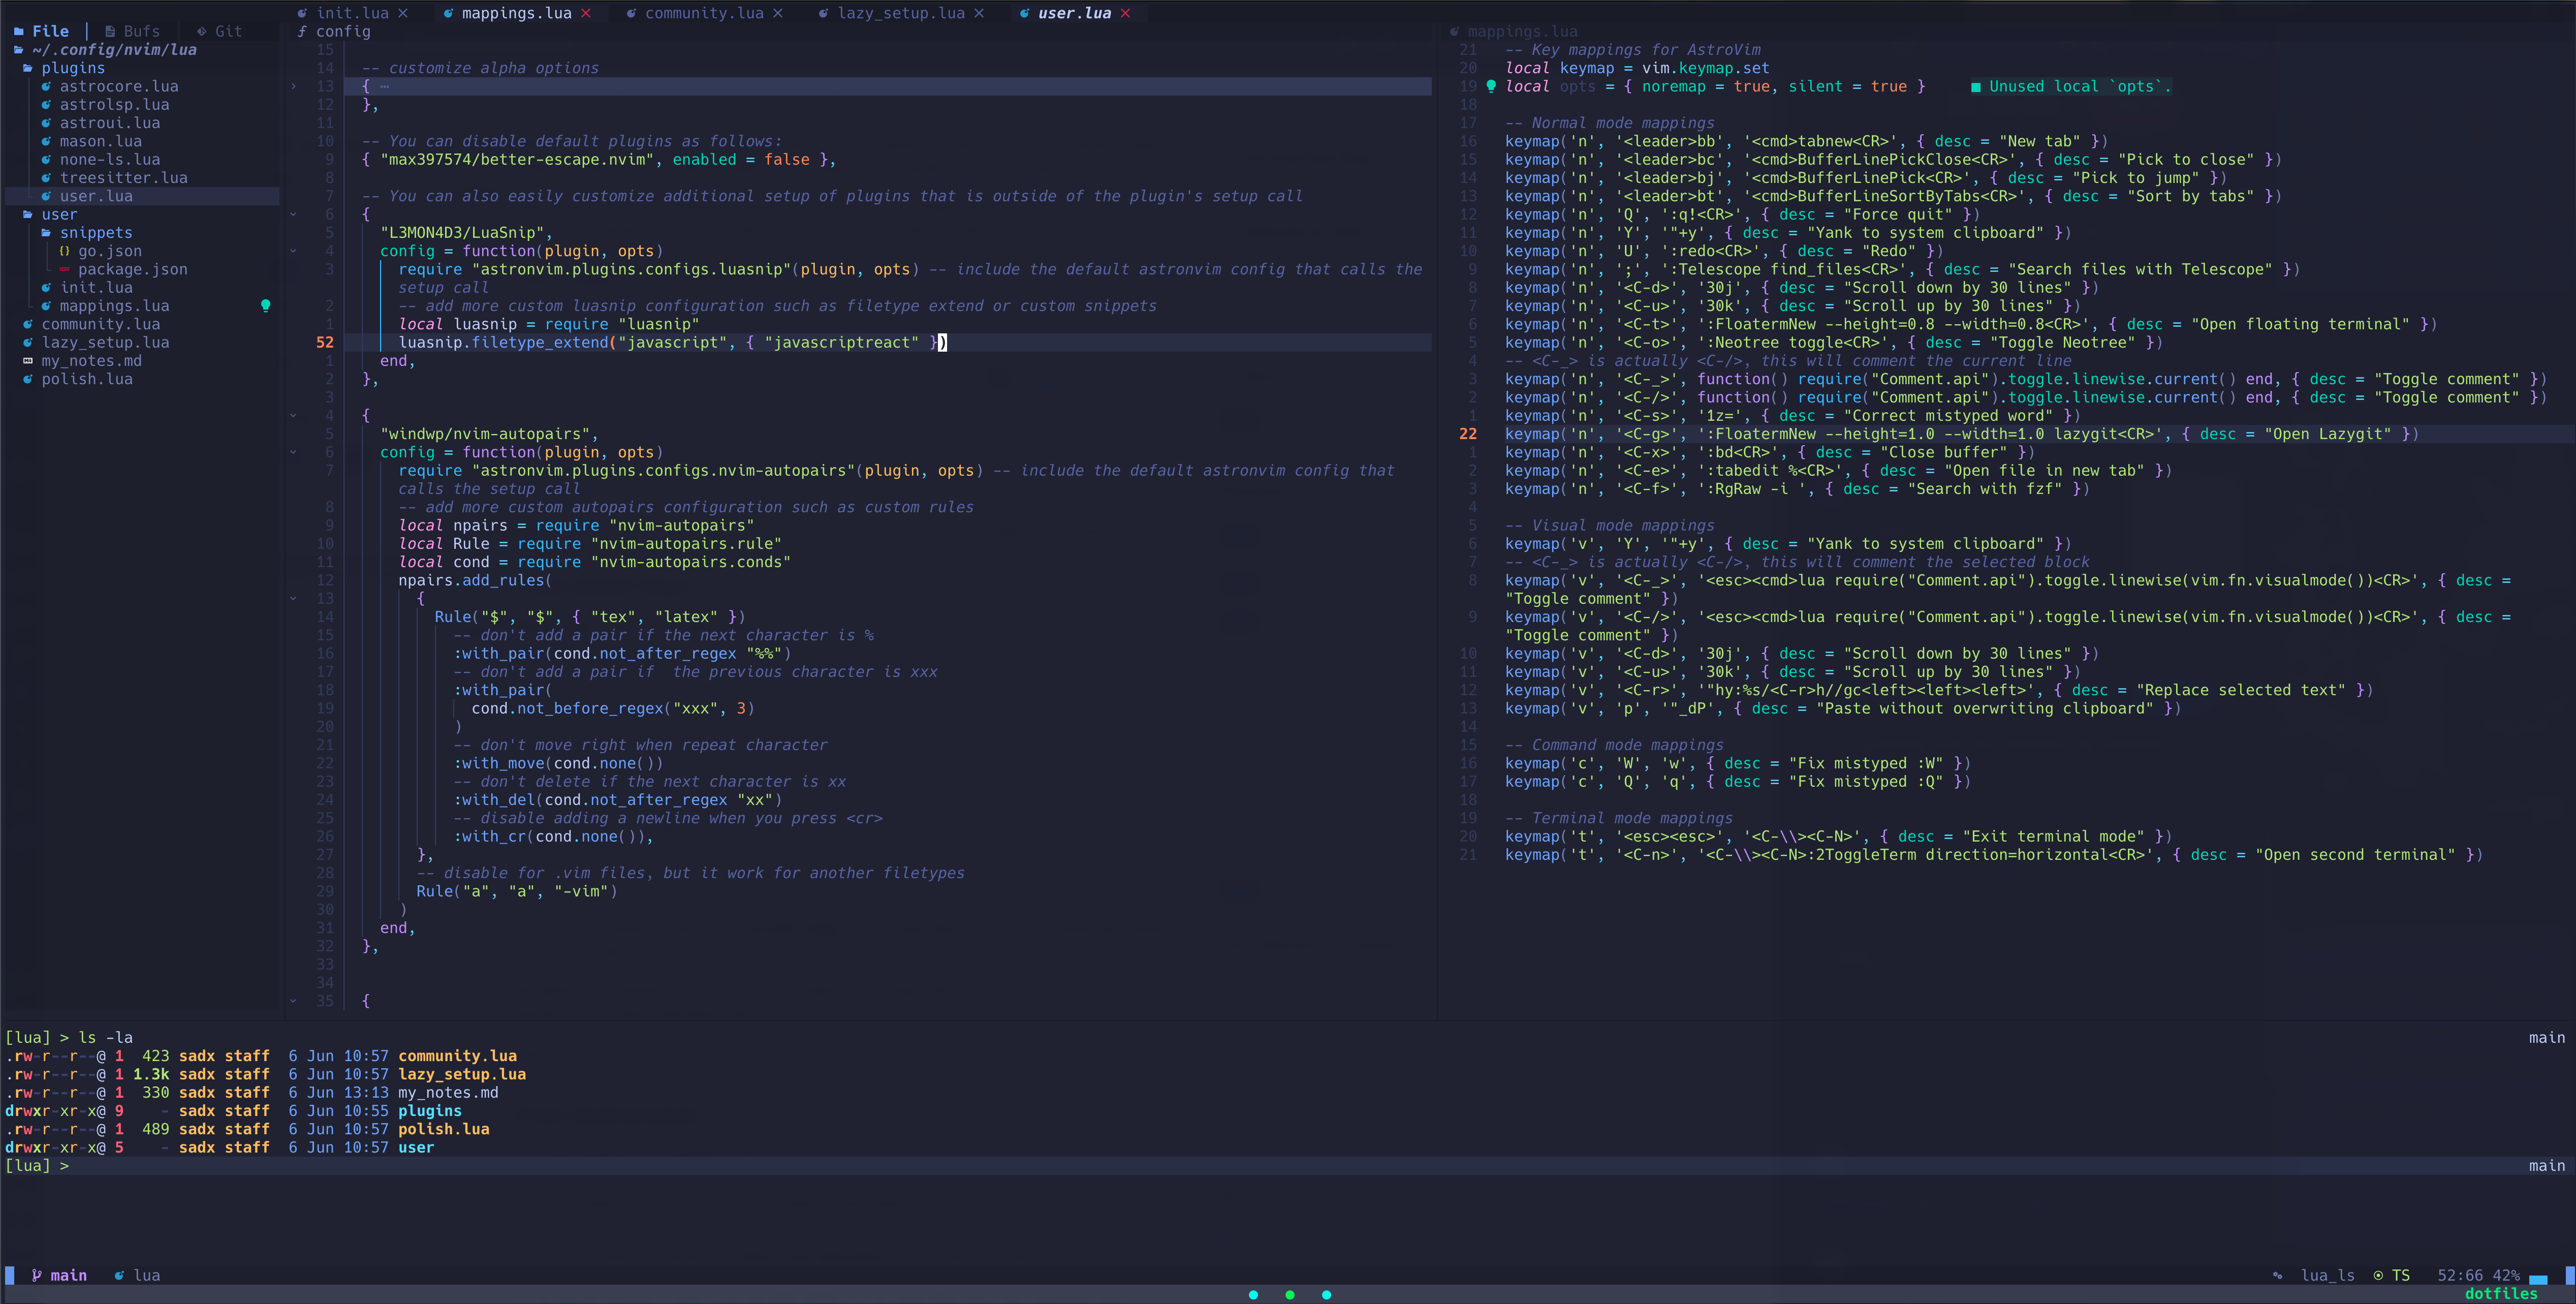 init.lua
mappings.lua
community.lua
lazy_setup.lua
user.lua
File
Bufs
Git
~/.config/nvim/lua
plugins
astrocore.lua
astrolsp.lua
astroui.lua
mason.lua
none-ls.lua
treesitter.lua
user.lua
user
snippets
go.json
package.json
init.lua
mappings.lua
community.lua
lazy_setup.lua
my_notes.md
polish.lua
config
15
14 -- customize alpha options
13 { ⋯
12 },
11
10 -- You can disable default plugins as follows:
9 { "max397574/better-escape.nvim", enabled = false },
8
7 -- You can also easily customize additional setup of plugins that is outside of the plugin's setup call
6 {
5 "L3MON4D3/LuaSnip",
4 config = function(plugin, opts)
3 require "astronvim.plugins.configs.luasnip"(plugin, opts) -- include the default astronvim config that calls the
setup call
2 -- add more custom luasnip configuration such as filetype extend or custom snippets
1 local luasnip = require "luasnip"
52 luasnip.filetype_extend("javascript", { "javascriptreact" })
1 end,
2 },
3
4 {
5 "windwp/nvim-autopairs",
6 config = function(plugin, opts)
7 require "astronvim.plugins.configs.nvim-autopairs"(plugin, opts) -- include the default astronvim config that
calls the setup call
8 -- add more custom autopairs configuration such as custom rules
9 local npairs = require "nvim-autopairs"
10 local Rule = require "nvim-autopairs.rule"
11 local cond = require "nvim-autopairs.conds"
12 npairs.add_rules(
13 {
14 Rule("$", "$", { "tex", "latex" })
15 -- don't add a pair if the next character is %
16 :with_pair(cond.not_after_regex "%%")
17 -- don't add a pair if  the previous character is xxx
18 :with_pair(
19 cond.not_before_regex("xxx", 3)
20 )
21 -- don't move right when repeat character
22 :with_move(cond.none())
23 -- don't delete if the next character is xx
24 :with_del(cond.not_after_regex "xx")
25 -- disable adding a newline when you press <cr>
26 :with_cr(cond.none()),
27 },
28 -- disable for .vim files, but it work for another filetypes
29 Rule("a", "a", "-vim")
30 )
31 end,
32 },
33
34
35 {
mappings.lua
21 -- Key mappings for AstroVim
20 local keymap = vim.keymap.set
19 local opts = { noremap = true, silent = true } ■ Unused local `opts`.
18
17 -- Normal mode mappings
16 keymap('n', '<leader>bb', '<cmd>tabnew<CR>', { desc = "New tab" })
15 keymap('n', '<leader>bc', '<cmd>BufferLinePickClose<CR>', { desc = "Pick to close" })
14 keymap('n', '<leader>bj', '<cmd>BufferLinePick<CR>', { desc = "Pick to jump" })
13 keymap('n', '<leader>bt', '<cmd>BufferLineSortByTabs<CR>', { desc = "Sort by tabs" })
12 keymap('n', 'Q', ':q!<CR>', { desc = "Force quit" })
11 keymap('n', 'Y', '"+y', { desc = "Yank to system clipboard" })
10 keymap('n', 'U', ':redo<CR>', { desc = "Redo" })
9 keymap('n', ';', ':Telescope find_files<CR>', { desc = "Search files with Telescope" })
8 keymap('n', '<C-d>', '30j', { desc = "Scroll down by 30 lines" })
7 keymap('n', '<C-u>', '30k', { desc = "Scroll up by 30 lines" })
6 keymap('n', '<C-t>', ':FloatermNew --height=0.8 --width=0.8<CR>', { desc = "Open floating terminal" })
5 keymap('n', '<C-o>', ':Neotree toggle<CR>', { desc = "Toggle Neotree" })
4 -- <C-_> is actually <C-/>, this will comment the current line
3 keymap('n', '<C-_>', function() require("Comment.api").toggle.linewise.current() end, { desc = "Toggle comment" })
2 keymap('n', '<C-/>', function() require("Comment.api").toggle.linewise.current() end, { desc = "Toggle comment" })
1 keymap('n', '<C-s>', '1z=', { desc = "Correct mistyped word" })
22 keymap('n', '<C-g>', ':FloatermNew --height=1.0 --width=1.0 lazygit<CR>', { desc = "Open Lazygit" })
1 keymap('n', '<C-x>', ':bd<CR>', { desc = "Close buffer" })
2 keymap('n', '<C-e>', ':tabedit %<CR>', { desc = "Open file in new tab" })
3 keymap('n', '<C-f>', ':RgRaw -i ', { desc = "Search with fzf" })
4
5 -- Visual mode mappings
6 keymap('v', 'Y', '"+y', { desc = "Yank to system clipboard" })
7 -- <C-_> is actually <C-/>, this will comment the selected block
8 keymap('v', '<C-_>', '<esc><cmd>lua require("Comment.api").toggle.linewise(vim.fn.visualmode())<CR>', { desc =
"Toggle comment" })
9 keymap('v', '<C-/>', '<esc><cmd>lua require("Comment.api").toggle.linewise(vim.fn.visualmode())<CR>', { desc =
"Toggle comment" })
10 keymap('v', '<C-d>', '30j', { desc = "Scroll down by 30 lines" })
11 keymap('v', '<C-u>', '30k', { desc = "Scroll up by 30 lines" })
12 keymap('v', '<C-r>', '"hy:%s/<C-r>h//gc<left><left><left>', { desc = "Replace selected text" })
13 keymap('v', 'p', '"_dP', { desc = "Paste without overwriting clipboard" })
14
15 -- Command mode mappings
16 keymap('c', 'W', 'w', { desc = "Fix mistyped :W" })
17 keymap('c', 'Q', 'q', { desc = "Fix mistyped :Q" })
18
19 -- Terminal mode mappings
20 keymap('t', '<esc><esc>', '<C-\\><C-N>', { desc = "Exit terminal mode" })
21 keymap('t', '<C-n>', '<C-\\><C-N>:2ToggleTerm direction=horizontal<CR>', { desc = "Open second terminal" })
[lua] > ls -la main
.rw-r--r--@ 1 423 sadx staff 6 Jun 10:57 community.lua
.rw-r--r--@ 1 1.3k sadx staff 6 Jun 10:57 lazy_setup.lua
.rw-r--r--@ 1 330 sadx staff 6 Jun 13:13 my_notes.md
drwxr-xr-x@ 9 - sadx staff 6 Jun 10:55 plugins
.rw-r--r--@ 1 489 sadx staff 6 Jun 10:57 polish.lua
drwxr-xr-x@ 5 - sadx staff 6 Jun 10:57 user
[lua] > main
main lua lua_ls TS 52:66 42%
dotfiles